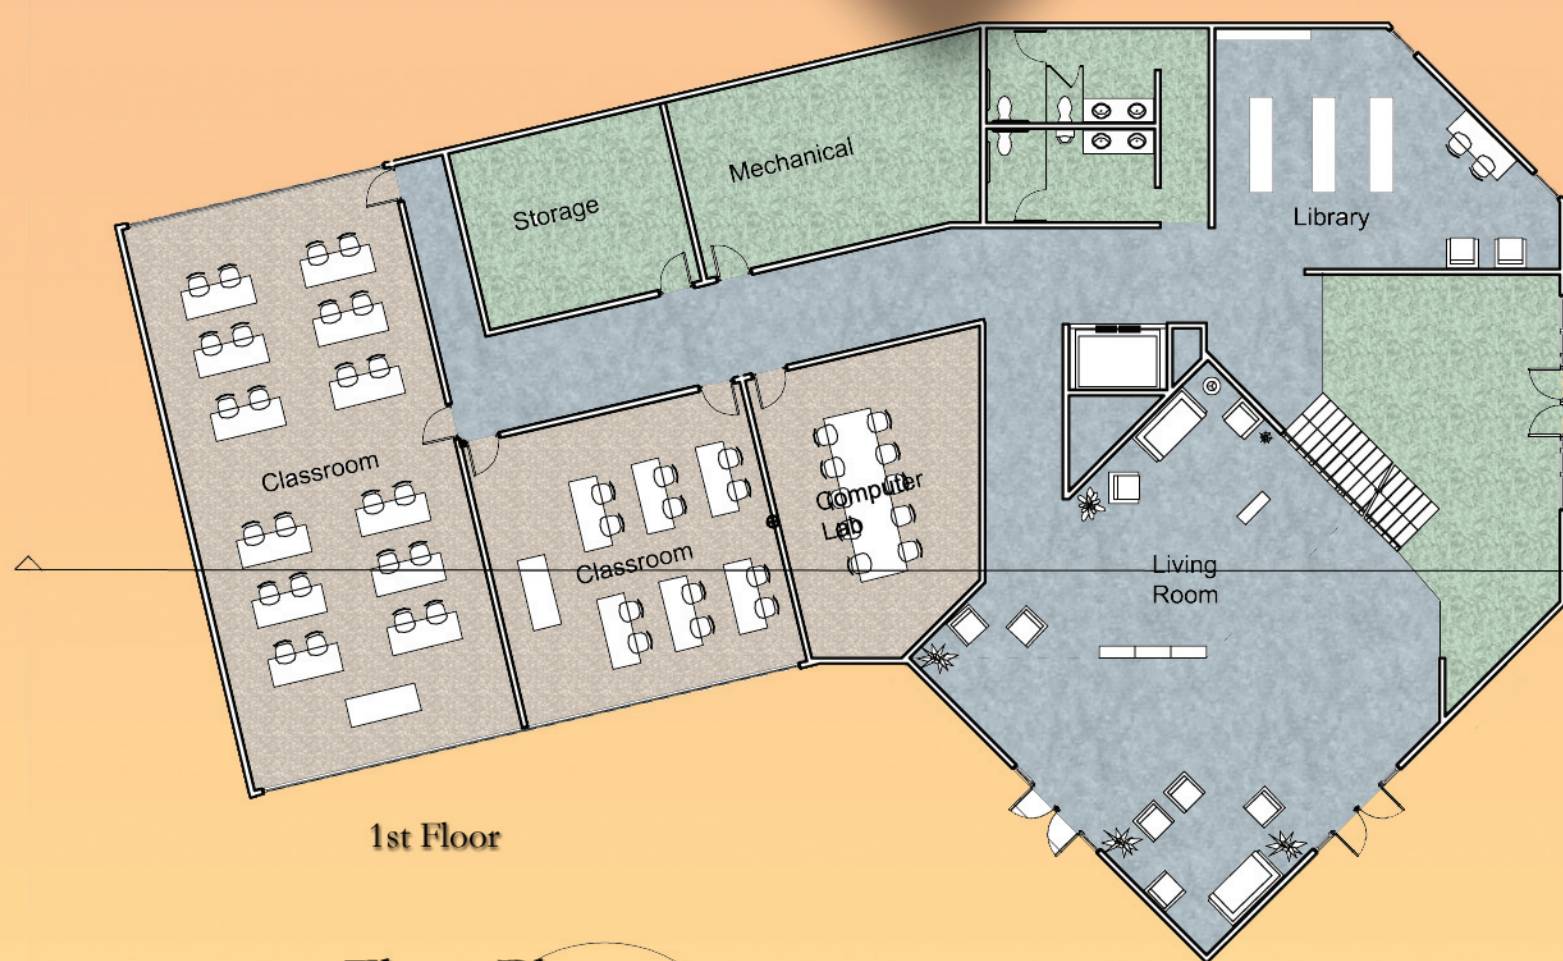 Mechanical
Storage
Library
Classroom
Computer
Lab
Classroom
Living
Room
1st Floor